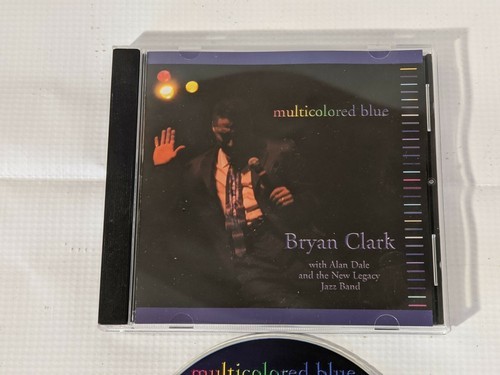 multicolored blue
Bryan Clark
with Alan Dale
and the New Legacy
Jazz Band
multicolored blue